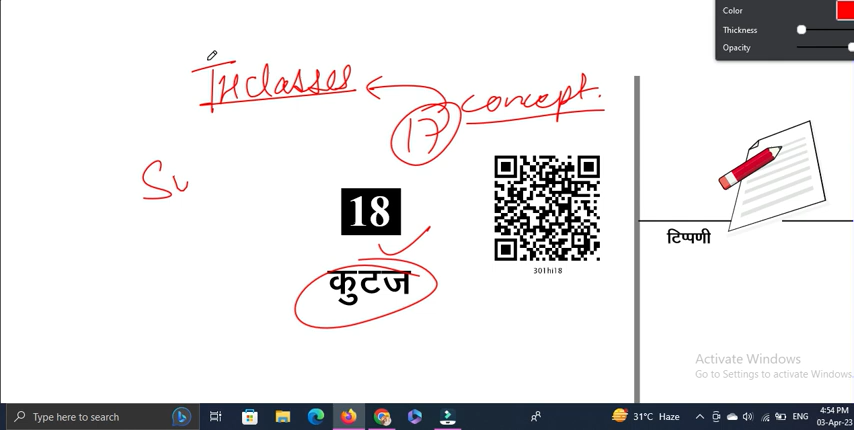 Color
Thickness
Opacity
THclasses
17 concept.
Su
18
कुटज
301hi18
टिप्पणी
Activate Windows
Go to Settings to activate Windows.
Type here to search
31°C Haze
ENG
4:54 PM
03-Apr-23